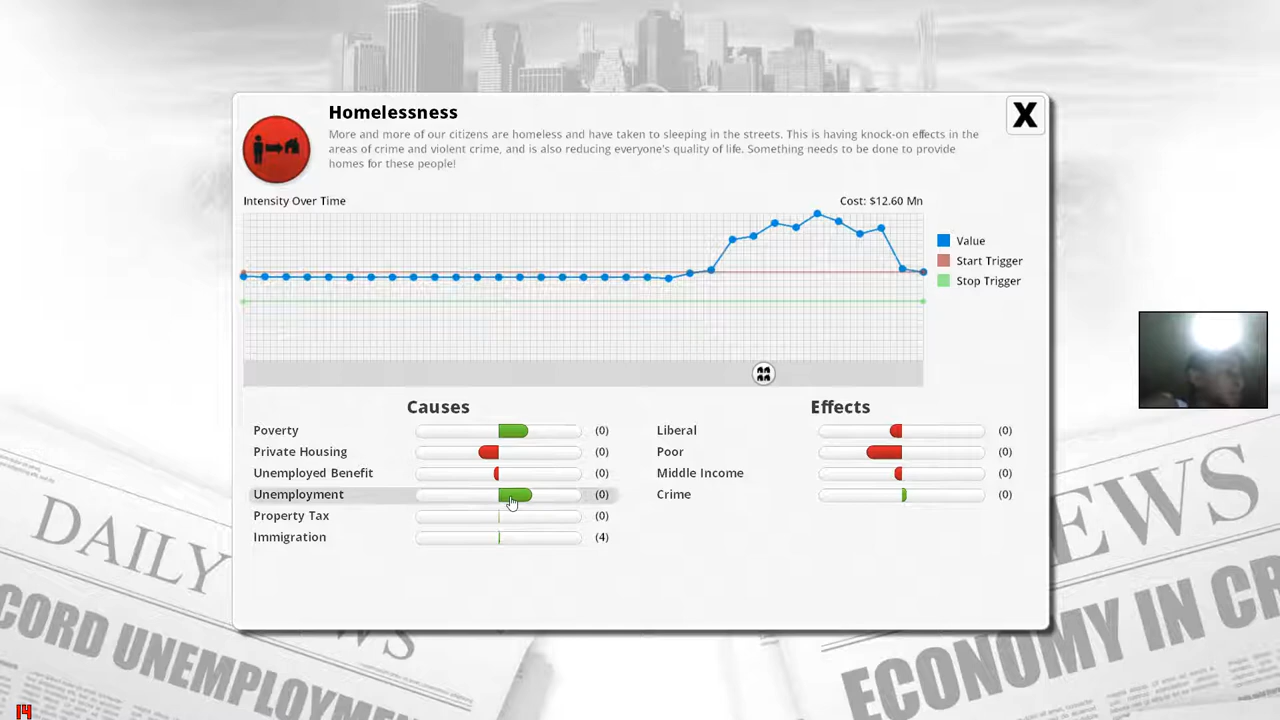 Homelessness
More and more of our citizens are homeless and have taken to sleeping in the streets. This is having knock-on effects in the
areas of crime and violent crime, and is also reducing everyone's quality of life. Something needs to be done to provide
homes for these people!
X
Intensity Over Time
Cost: $12.60 Mn
Value
Start Trigger
Stop Trigger
Causes
Poverty (0)
Private Housing (0)
Unemployed Benefit (0)
Unemployment (0)
Property Tax (0)
Immigration (4)
Effects
Liberal (0)
Poor (0)
Middle Income (0)
Crime (0)
DAILY
NEWS
CORD UNEMPLOYMEN
EWS
ECONOMY IN CR
14